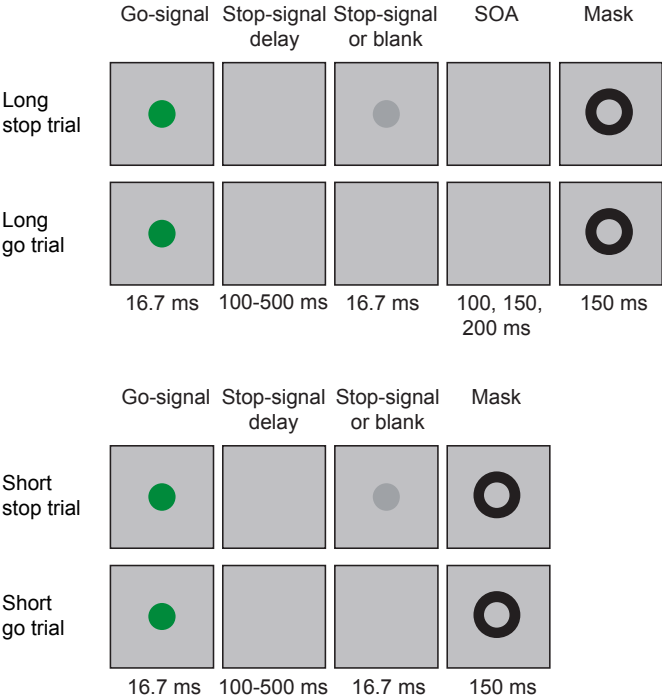 Go-signal Stop-signal Stop-signal SOA Mask
delay or blank
Long
stop trial
Long
go trial
16.7 ms 100-500 ms 16.7 ms 100, 150, 150 ms
200 ms
Go-signal Stop-signal Stop-signal Mask
delay or blank
Short
stop trial
Short
go trial
16.7 ms 100-500 ms 16.7 ms 150 ms